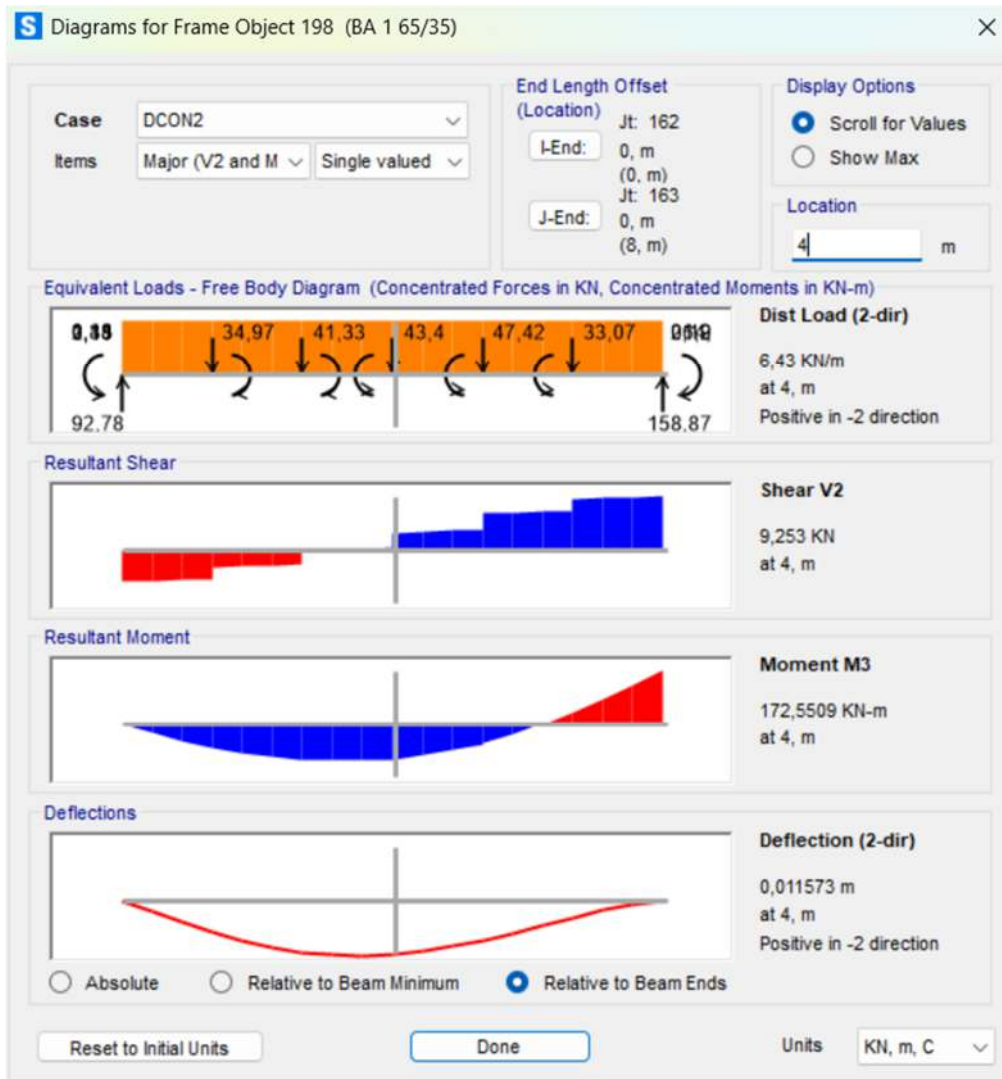 S Diagrams for Frame Object 198 (BA 1 65/35)
Case DCON2
Items Major (V2 and M Single valued
End Length Offset
(Location)
Jt: 162
I-End: 0, m
(0, m)
Jt: 163
J-End: 0, m
(8, m)
Display Options
Scroll for Values
Show Max
Location
4 m
Equivalent Loads - Free Body Diagram (Concentrated Forces in KN, Concentrated Moments in KN-m)
34,97 41,33 43,4 47,42 33,07
92,78 158,87
Dist Load (2-dir)
6,43 KN/m
at 4, m
Positive in -2 direction
Resultant Shear
Shear V2
9,253 KN
at 4, m
Resultant Moment
Moment M3
172,5509 KN-m
at 4, m
Deflections
Deflection (2-dir)
0,011573 m
at 4, m
Positive in -2 direction
Absolute Relative to Beam Minimum Relative to Beam Ends
Reset to Initial Units Done Units KN, m, C